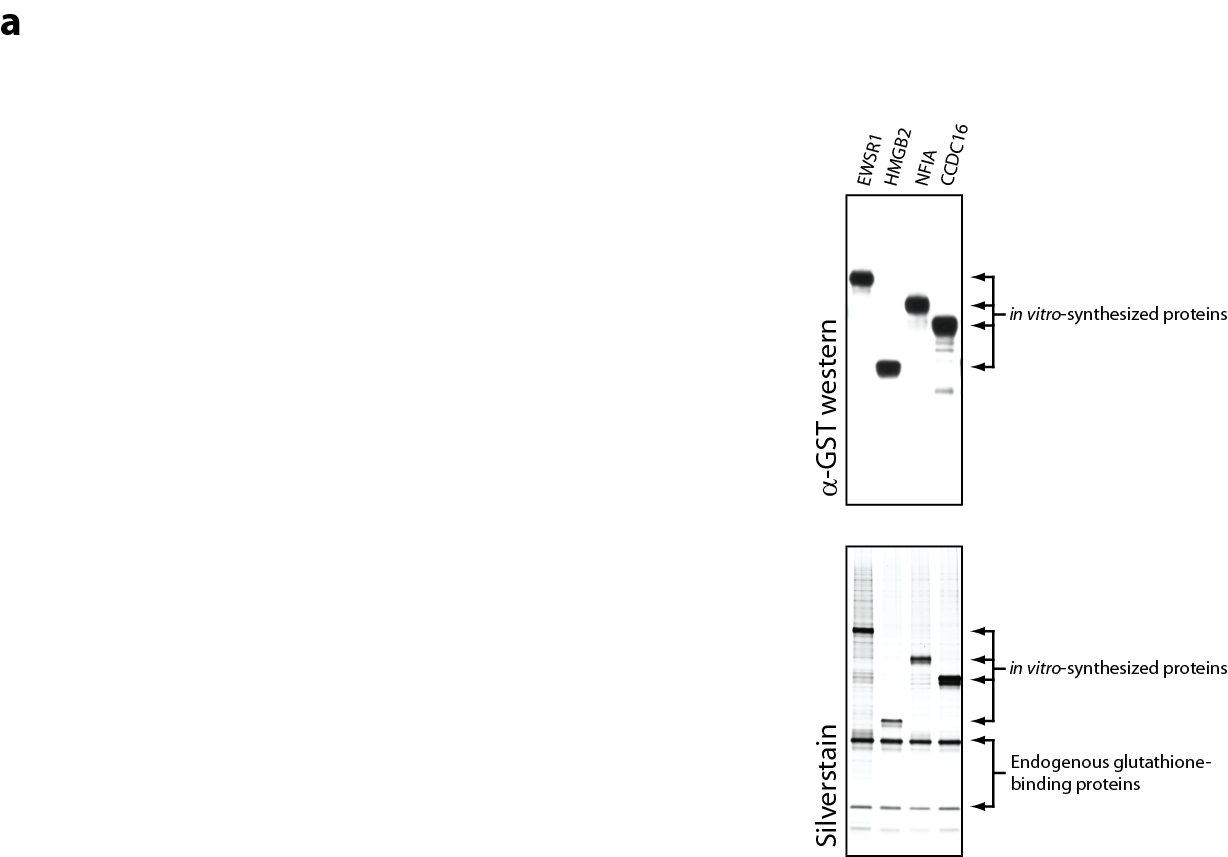 a
EWSR1
HMGB2
NFIA
CCDC16
α-GST western
in vitro-synthesized proteins
Silverstain
in vitro-synthesized proteins
Endogenous glutathione-
binding proteins